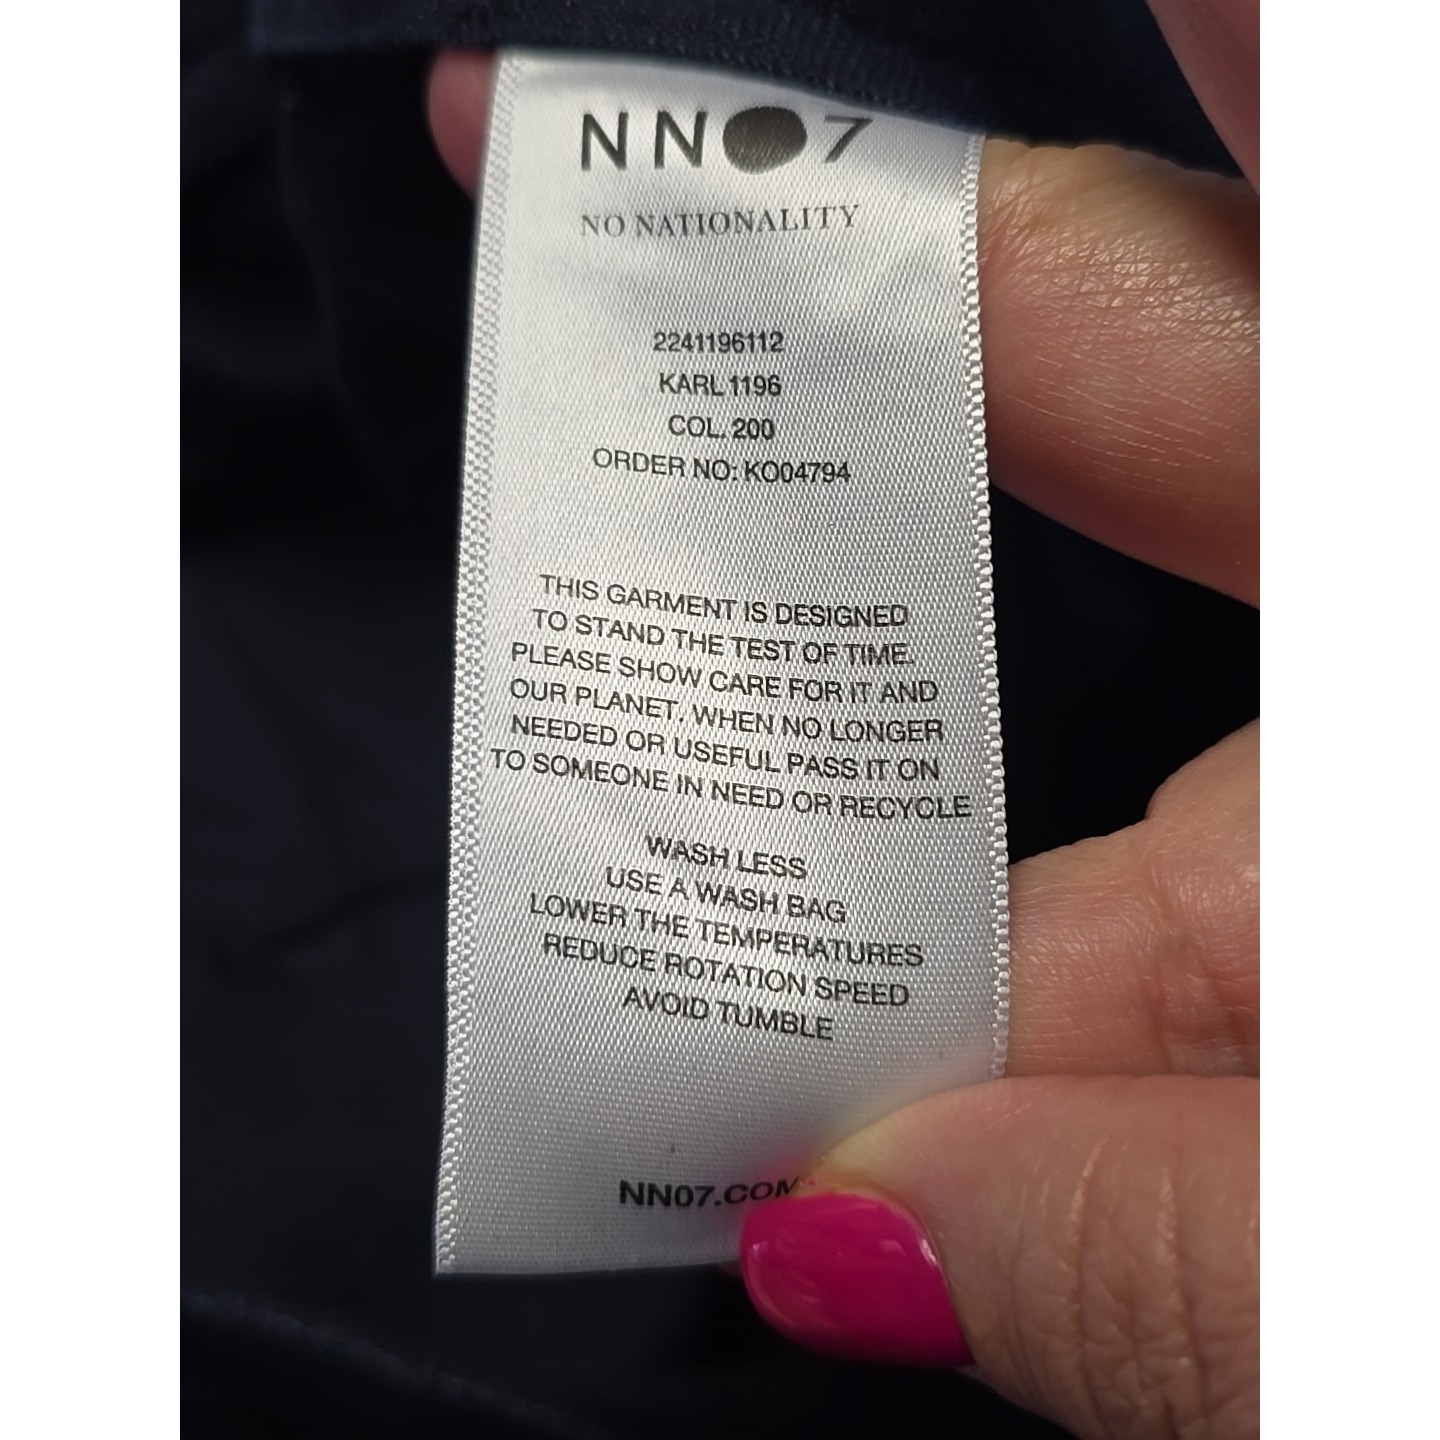 NN07
NO NATIONALITY
2241196112
KARL 1196
COL. 200
ORDER NO: KO04794
THIS GARMENT IS DESIGNED
TO STAND THE TEST OF TIME.
PLEASE SHOW CARE FOR IT AND
OUR PLANET. WHEN NO LONGER
NEEDED OR USEFUL PASS IT ON
TO SOMEONE IN NEED OR RECYCLE
WASH LESS
USE A WASH BAG
LOWER THE TEMPERATURES
REDUCE ROTATION SPEED
AVOID TUMBLE
NN07.COM